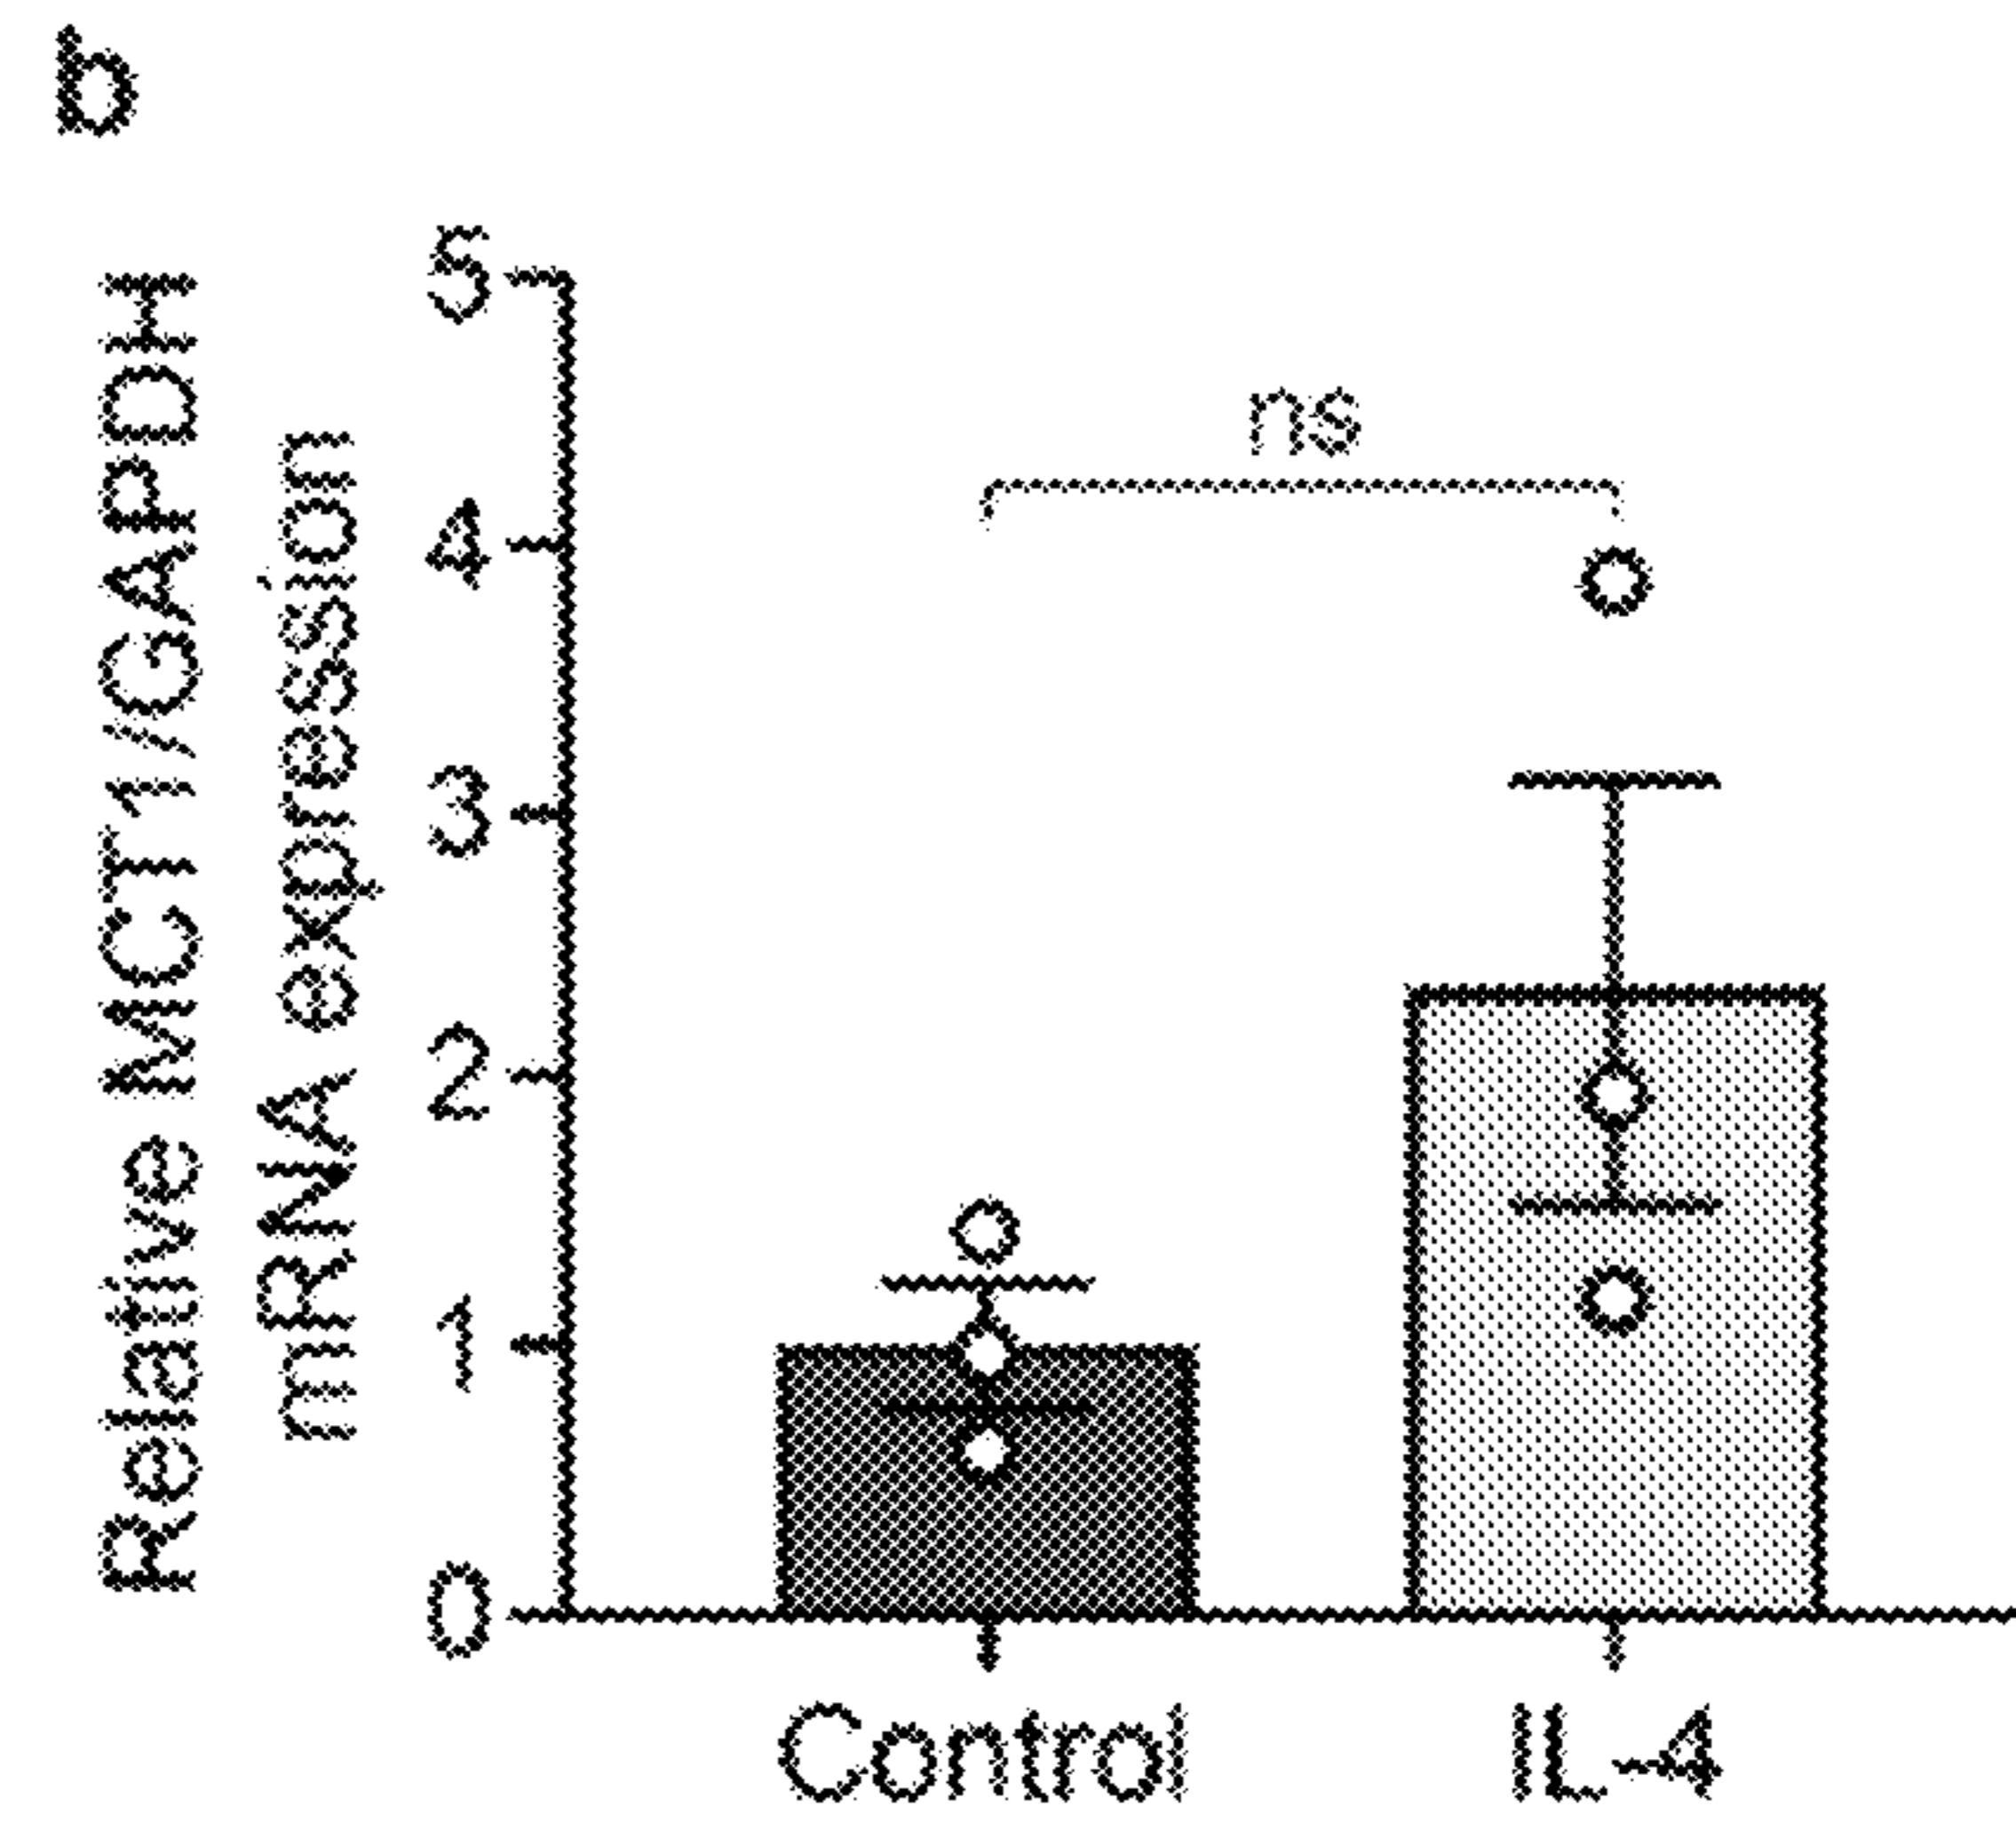 b
Relative MCT1/GAPDH
mRNA expression
5
4
3
2
1
0
ns
Control
IL-4